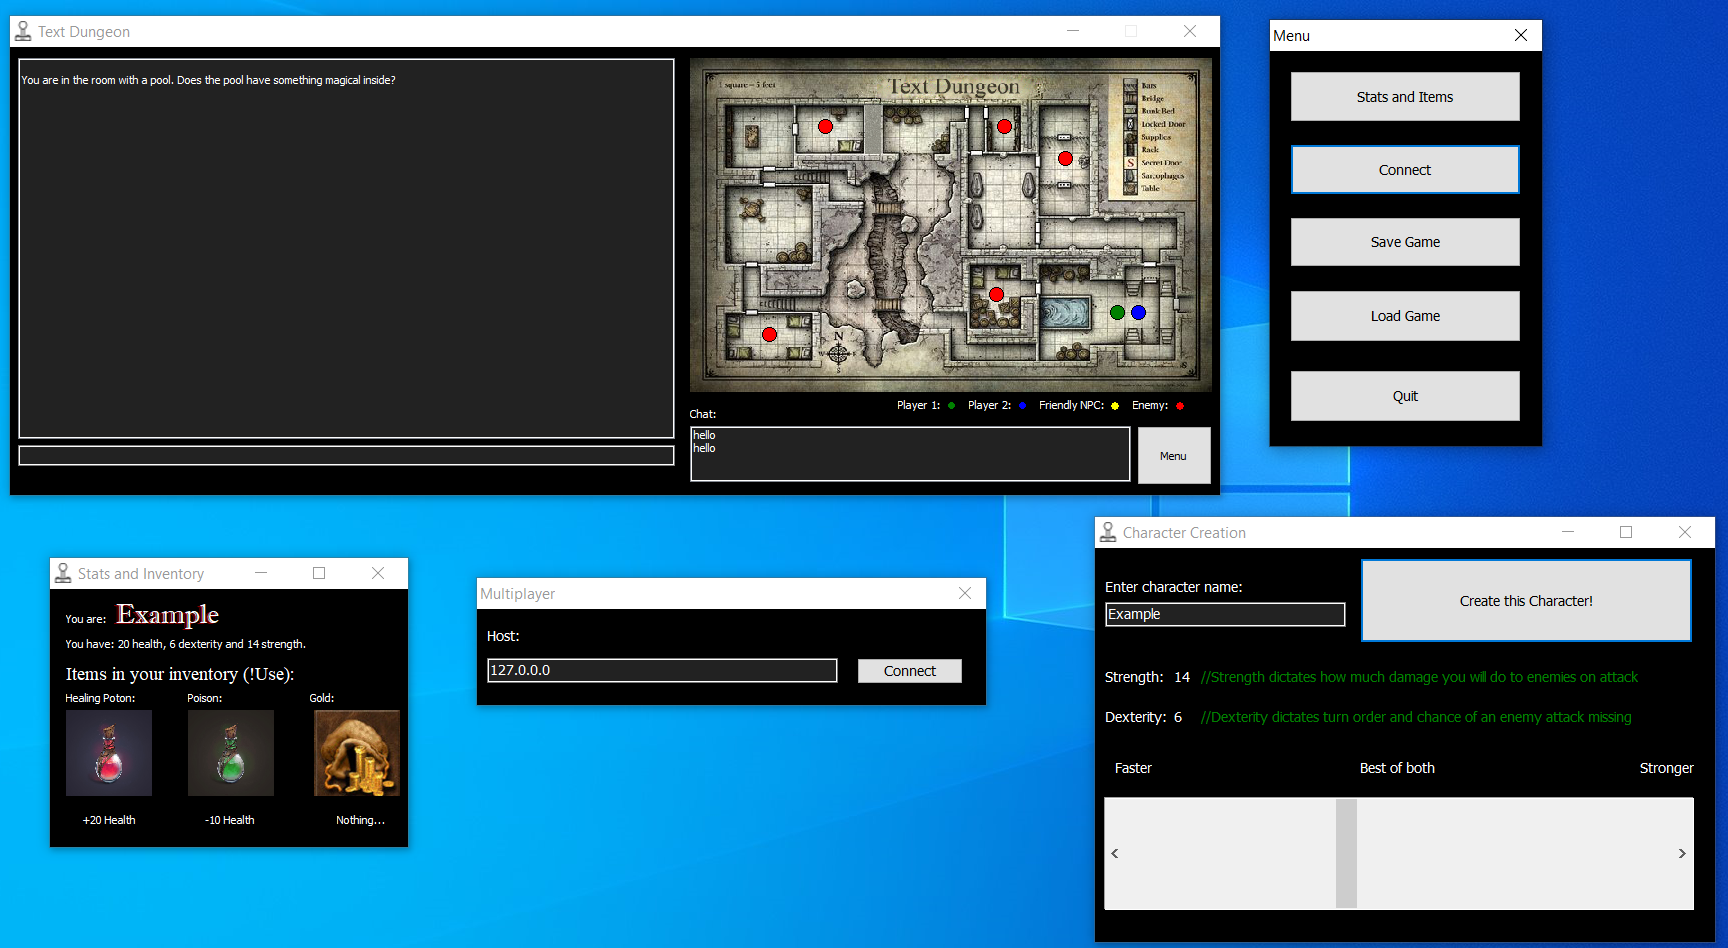 Text Dungeon
You are in the room with a pool. Does the pool have something magical inside?
1 square = 5 feet
Text Dungeon
Bars
Bridge
Bunk Bed
Locked Door
Supplies
Rack
S Secret Door
Sarcophagus
Table
N
Player 1:
Player 2:
Friendly NPC:
Enemy:
Chat:
hello
hello
Menu
Menu
Stats and Items
Connect
Save Game
Load Game
Quit
Stats and Inventory
You are: Example
You have: 20 health, 6 dexterity and 14 strength.
Items in your inventory (!Use):
Healing Poton:
Poison:
Gold:
+20 Health
-10 Health
Nothing...
Multiplayer
Host:
127.0.0.0
Connect
Character Creation
Enter character name:
Example
Create this Character!
Strength: 14 //Strength dictates how much damage you will do to enemies on attack
Dexterity: 6 //Dexterity dictates turn order and chance of an enemy attack missing
Faster
Best of both
Stronger